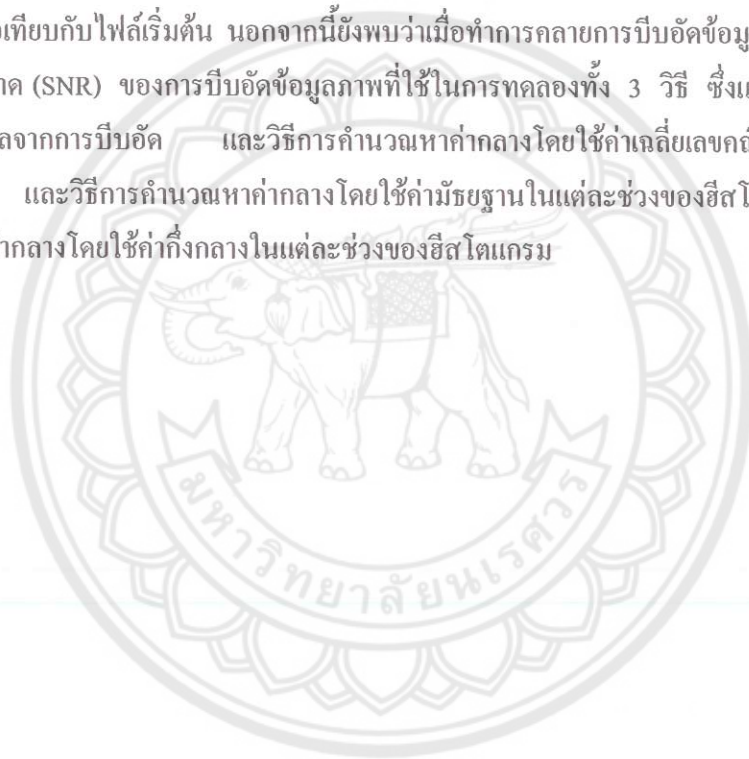 เทียบกับไฟล์เริ่มต้น นอกจากนี้ยังพบว่าเมื่อทำการคลายการบีบอัดข้อมูล
(SNR) ของการบีบอัดข้อมูลภาพที่ใช้ในการทดลองทั้ง 3 วิธี ซึ่ง
จากการบีบอัด และวิธีการคำนวณหาค่ากลางโดยใช้ค่าเฉลี่ยเลขคณิ
และวิธีการคำนวณหาค่ากลางโดยใช้ค่ามัธยฐานในแต่ละช่วงของฮีสโ
ากลางโดยใช้ค่ากึ่งกลางในแต่ละช่วงของฮีสโตแกรม
มหาวิทยาลัยนเรศวร